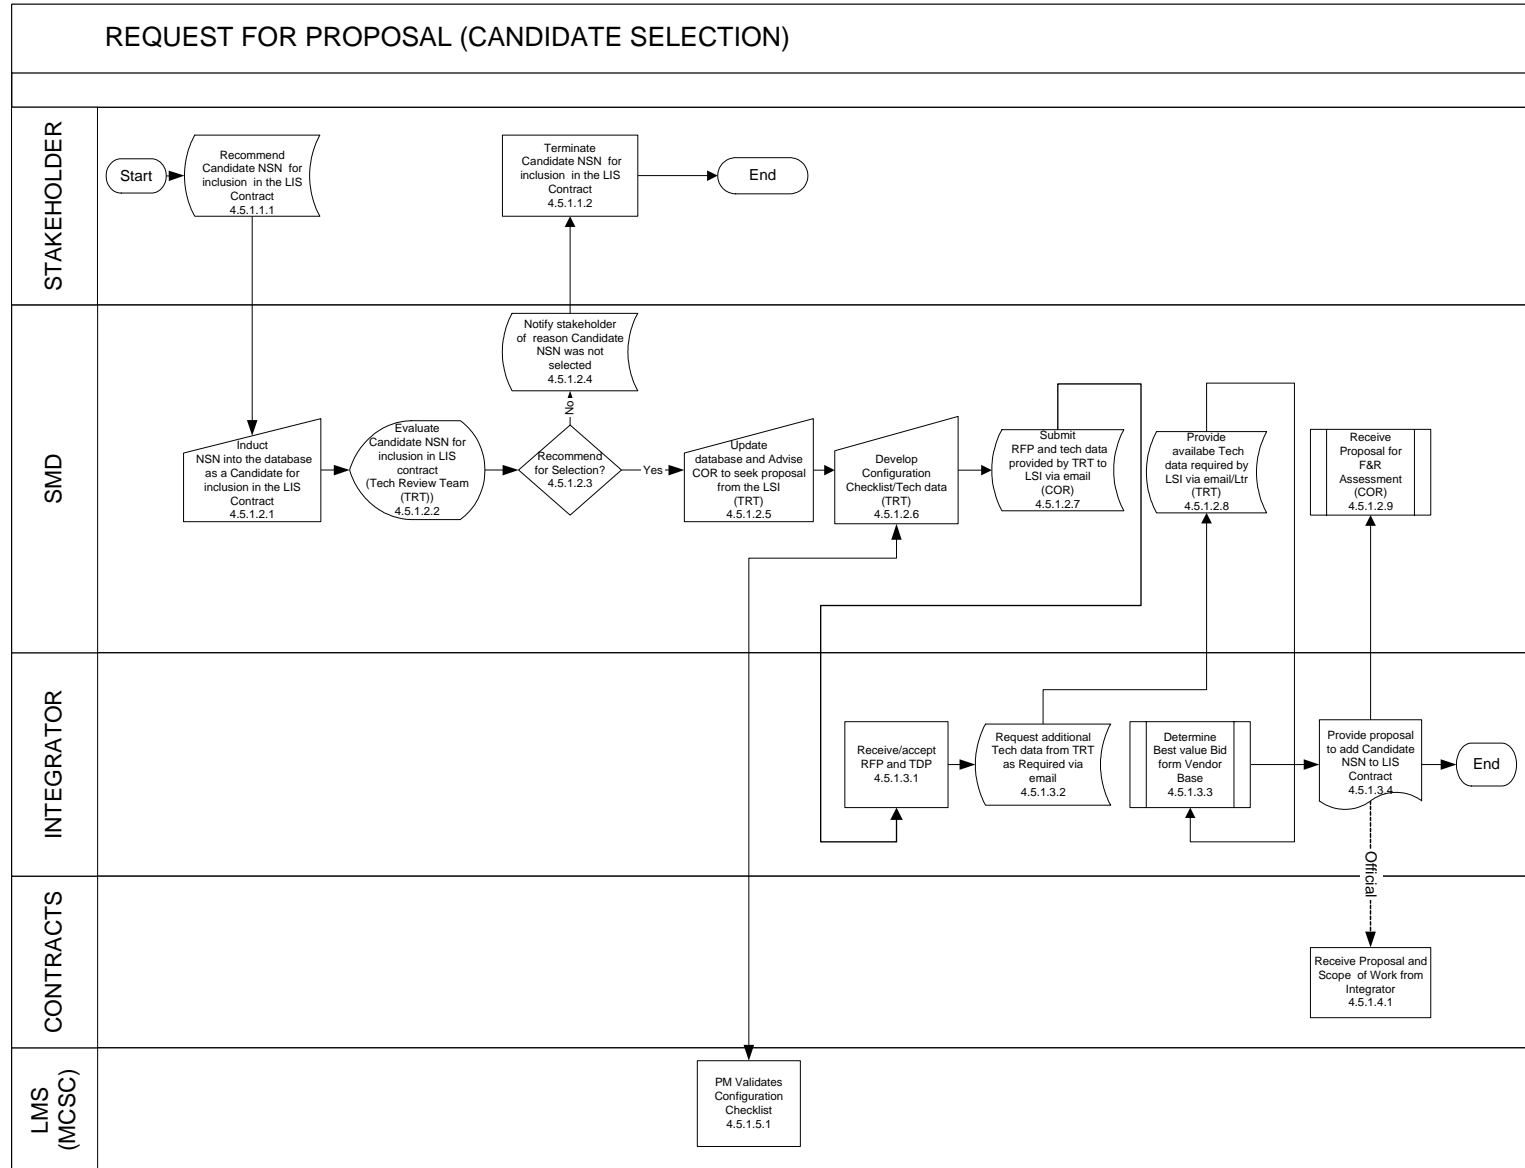 REQUEST FOR PROPOSAL (CANDIDATE SELECTION)
STAKEHOLDER
Start
Recommend
Candidate NSN for
inclusion in the LIS
Contract
4.5.1.1.1
Terminate
Candidate NSN for
inclusion in the LIS
Contract
4.5.1.1.2
End
SMD
Notify stakeholder
of reason Candidate
NSN was not
selected
4.5.1.2.4
No
Induct
NSN into the database
as a Candidate for
inclusion in the LIS
Contract
4.5.1.2.1
Evaluate
Candidate NSN for
inclusion in LIS
contract
(Tech Review Team
(TRT))
4.5.1.2.2
Recommend
for Selection?
4.5.1.2.3
Yes
Update
database and Advise
COR to seek proposal
from the LSI
(TRT)
4.5.1.2.5
Develop
Configuration
Checklist/Tech data
(TRT)
4.5.1.2.6
Submit
RFP and tech data
provided by TRT to
LSI via email
(COR)
4.5.1.2.7
Provide
availabe Tech
data required by
LSI via email/Ltr
(TRT)
4.5.1.2.8
Receive
Proposal for
F&R
Assessment
(COR)
4.5.1.2.9
INTEGRATOR
Receive/accept
RFP and TDP
4.5.1.3.1
Request additional
Tech data from TRT
as Required via
email
4.5.1.3.2
Determine
Best value Bid
form Vendor
Base
4.5.1.3.3
Provide proposal
to add Candidate
NSN to LIS
Contract
4.5.1.3.4
End
Official
CONTRACTS
Receive Proposal and
Scope of Work from
Integrator
4.5.1.4.1
LMS
(MCSC)
PM Validates
Configuration
Checklist
4.5.1.5.1